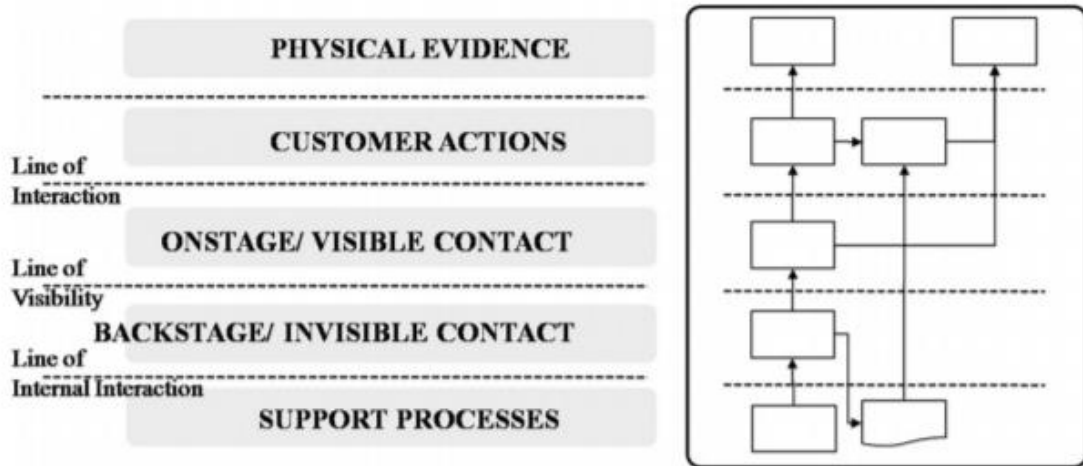 PHYSICAL EVIDENCE
CUSTOMER ACTIONS
Line of
Interaction
ONSTAGE/ VISIBLE CONTACT
Line of
Visibility
BACKSTAGE/ INVISIBLE CONTACT
Line of
Internal Interaction
SUPPORT PROCESSES